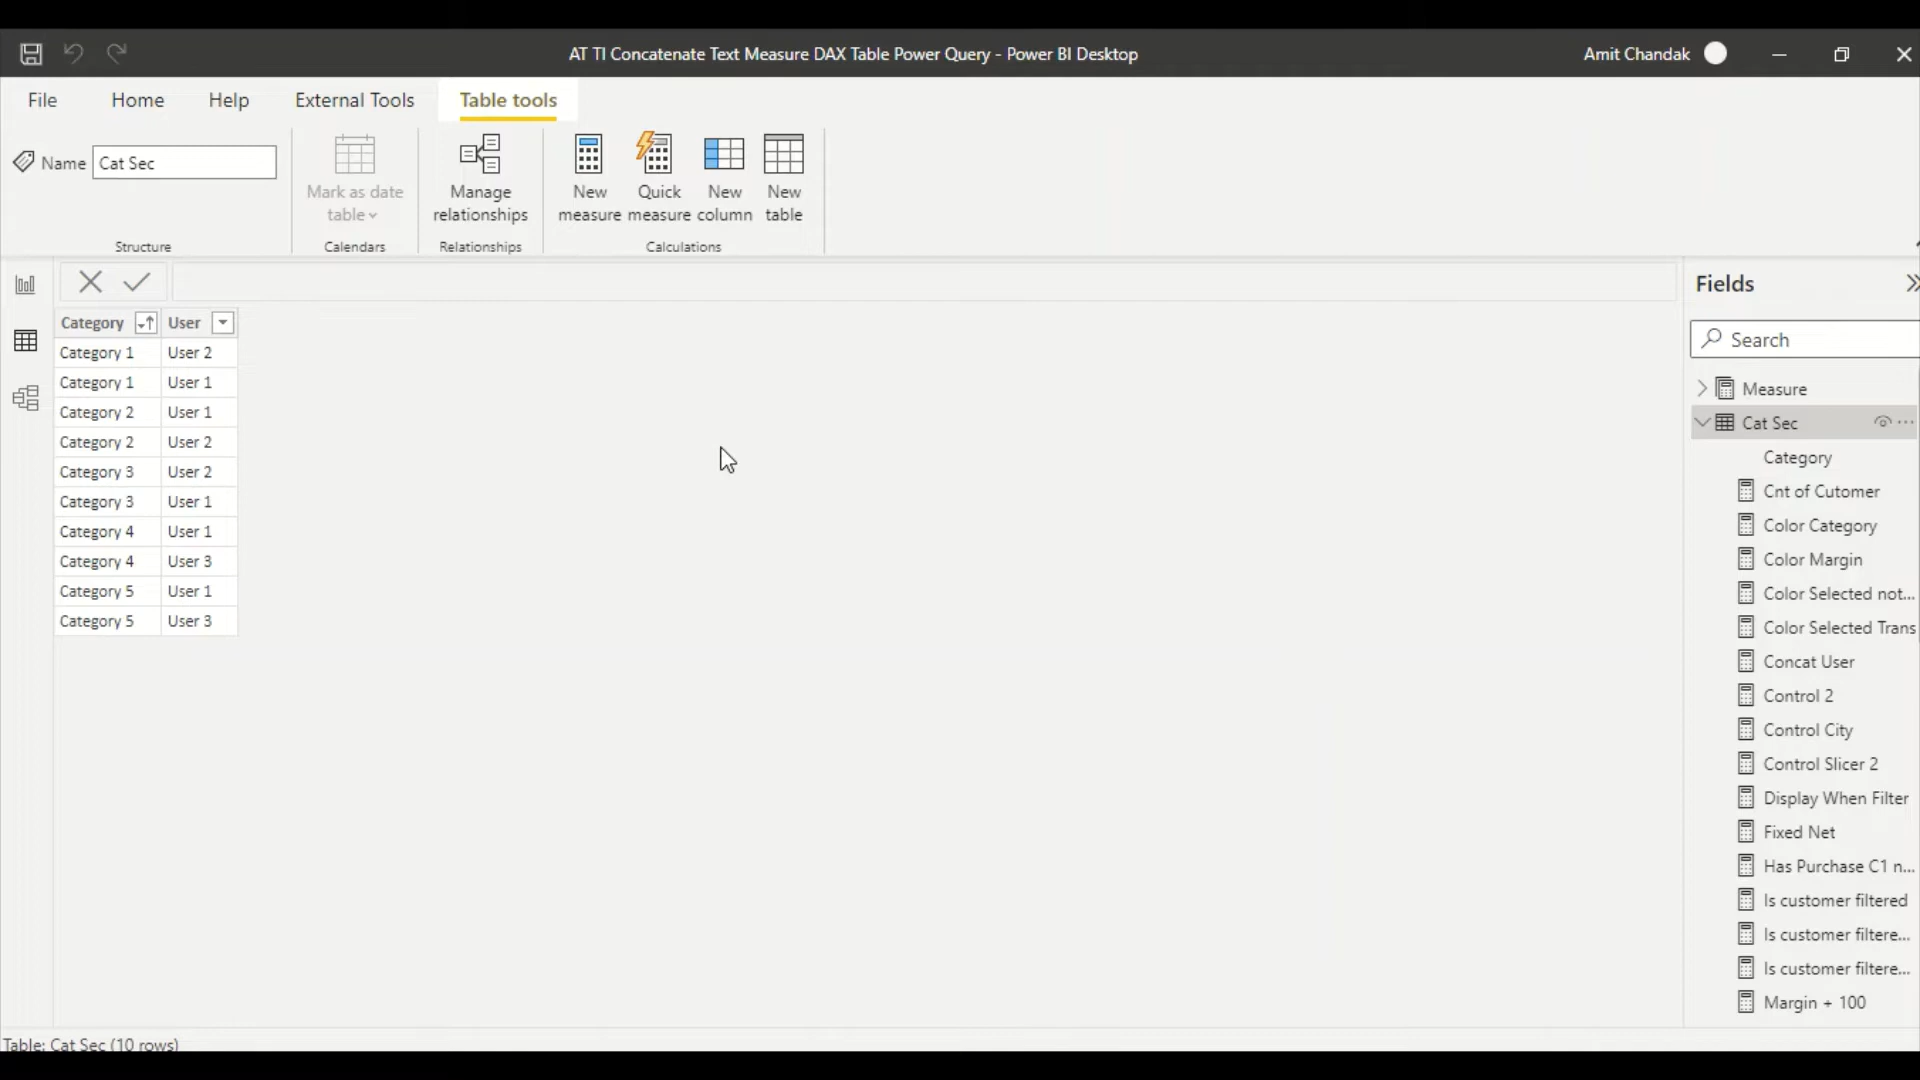 AT TI Concatenate Text Measure DAX Table Power Query - Power BI Desktop
Amit Chandak
File Home Help External Tools Table tools
Name Cat Sec
Mark as date table
Manage relationships
New measure
Quick measure
New column
New table
Structure Calendars Relationships Calculations
Fields
Search
Category User
Category 1 User 2
Category 1 User 1
Category 2 User 1
Category 2 User 2
Category 3 User 2
Category 3 User 1
Category 4 User 1
Category 4 User 3
Category 5 User 1
Category 5 User 3
Measure
Cat Sec
Category
Cnt of Cutomer
Color Category
Color Margin
Color Selected not...
Color Selected Trans
Concat User
Control 2
Control City
Control Slicer 2
Display When Filter
Fixed Net
Has Purchase C1 n...
Is customer filtered
Is customer filtere...
Is customer filtere...
Margin + 100
Table: Cat Sec (10 rows)